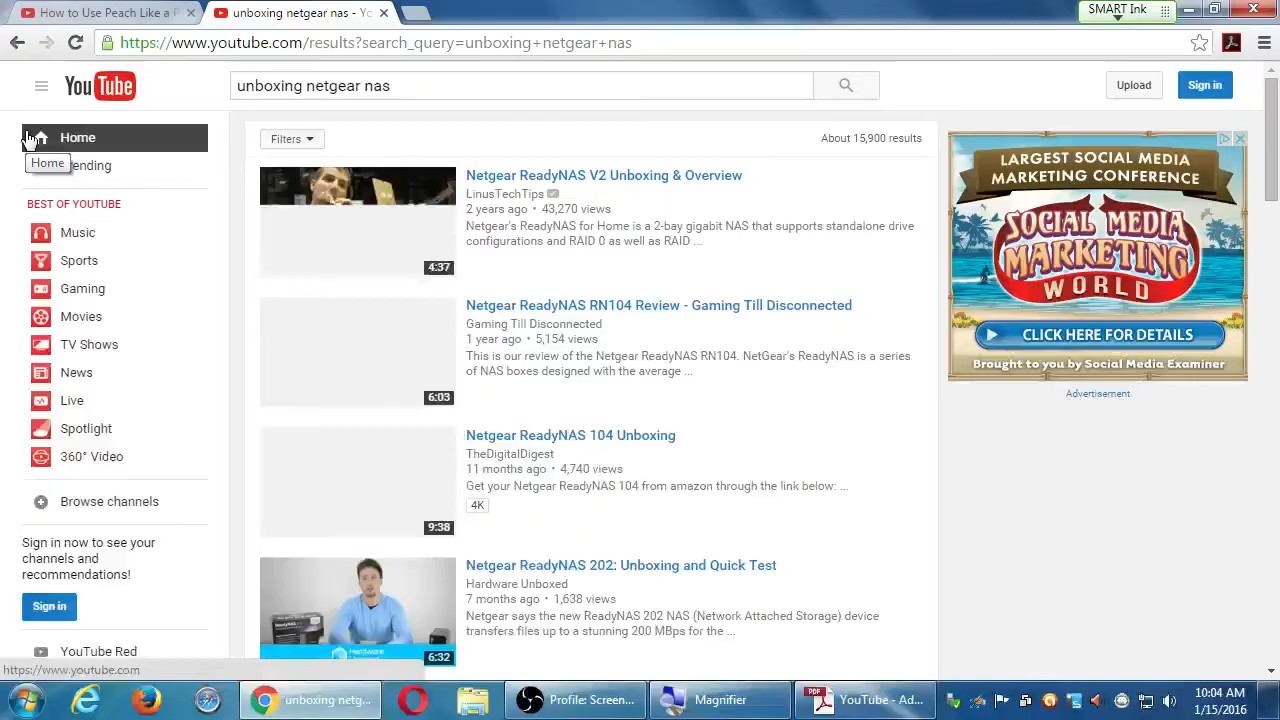 How to Use Peach Like a P
unboxing netgear nas - Yo
SMART Ink
https://www.youtube.com/results?search_query=unboxing+netgear+nas
YouTube
unboxing netgear nas
Upload
Sign in
Home
Home
ending
BEST OF YOUTUBE
Music
Sports
Gaming
Movies
TV Shows
News
Live
Spotlight
360° Video
Browse channels
Sign in now to see your
channels and
recommendations!
Sign in
YouTube Red
https://www.youtube.com
Filters
About 15,900 results
Netgear ReadyNAS V2 Unboxing & Overview
LinusTechTips
2 years ago • 43,270 views
Netgear's ReadyNAS for Home is a 2-bay gigabit NAS that supports standalone drive
configurations and RAID 0 as well as RAID ...
4:37
Netgear ReadyNAS RN104 Review - Gaming Till Disconnected
Gaming Till Disconnected
1 year ago • 5,154 views
This is our review of the Netgear ReadyNAS RN104. NetGear's ReadyNAS is a series
of NAS boxes designed with the average ...
6:03
Netgear ReadyNAS 104 Unboxing
TheDigitalDigest
11 months ago • 4,740 views
Get your Netgear ReadyNAS 104 from amazon through the link below: ...
4K
9:38
Netgear ReadyNAS 202: Unboxing and Quick Test
Hardware Unboxed
7 months ago • 1,638 views
Netgear says the new ReadyNAS 202 NAS (Network Attached Storage) device
transfers files up to a stunning 200 MBps for the ...
Hardware
6:32
LARGEST SOCIAL MEDIA
MARKETING CONFERENCE
SOCIAL MEDIA
MARKETING
WORLD
CLICK HERE FOR DETAILS
Brought to you by Social Media Examiner
Advertisement
unboxing netg...
Profile: Screen...
Magnifier
PDF
YouTube - Ad...
10:04 AM
1/15/2016